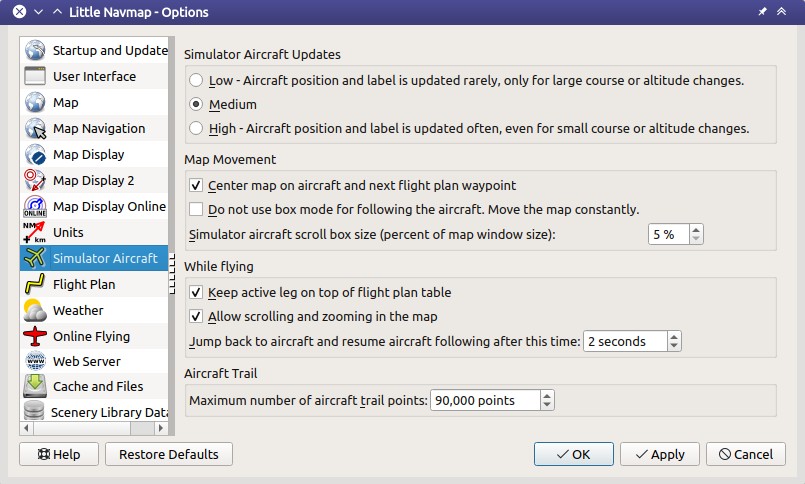 Little Navmap - Options
Startup and Update
User Interface
Map
Map Navigation
Map Display
Map Display 2
Map Display Online
Units
Simulator Aircraft
Flight Plan
Weather
Online Flying
Web Server
Cache and Files
Scenery Library Data
Simulator Aircraft Updates
Low - Aircraft position and label is updated rarely, only for large course or altitude changes.
Medium
High - Aircraft position and label is updated often, even for small course or altitude changes.
Map Movement
Center map on aircraft and next flight plan waypoint
Do not use box mode for following the aircraft. Move the map constantly.
Simulator aircraft scroll box size (percent of map window size): 5 %
While flying
Keep active leg on top of flight plan table
Allow scrolling and zooming in the map
Jump back to aircraft and resume aircraft following after this time: 2 seconds
Aircraft Trail
Maximum number of aircraft trail points: 90,000 points
Help Restore Defaults OK Apply Cancel